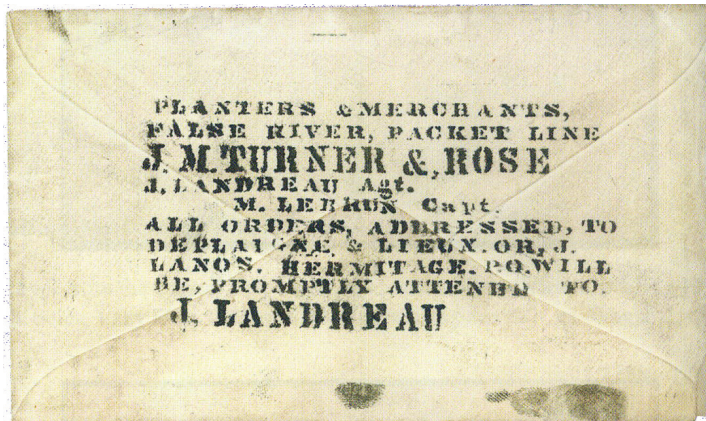 PLANTERS & MERCHANTS,
FALSE RIVER, PACKET LINE
J. M. TURNER &, ROSE
J. LANDREAU Agt.
M. LEBRUN Capt.
ALL ORDERS, ADDRESSED, TO
DEPLAIGNE & LIEUX. OR, J.
LANOS. HERMITAGE. P.O. WILL
BE, PROMPTLY ATTENED TO.
J. LANDREAU